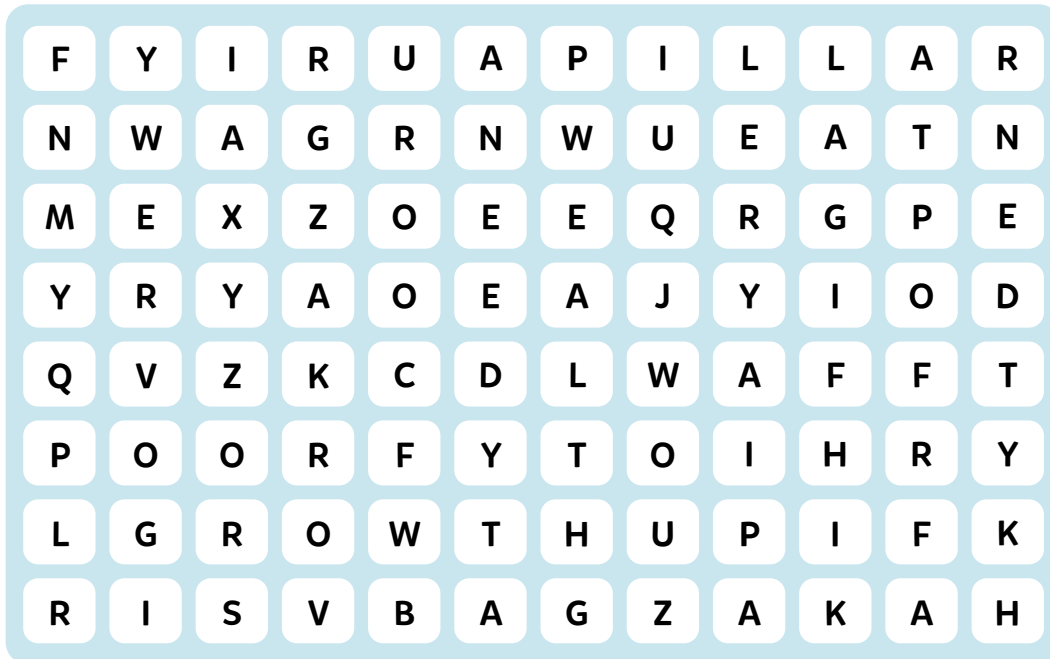 F Y I R U A P I L L A R
N W A G R N W U E A T N
M E X Z O E E Q R G P E
Y R Y A O E A J Y I O D
Q V Z K C D L W A F F T
P O O R F Y T O I H R Y
L G R O W T H U P I F K
R I S V B A G Z A K A H